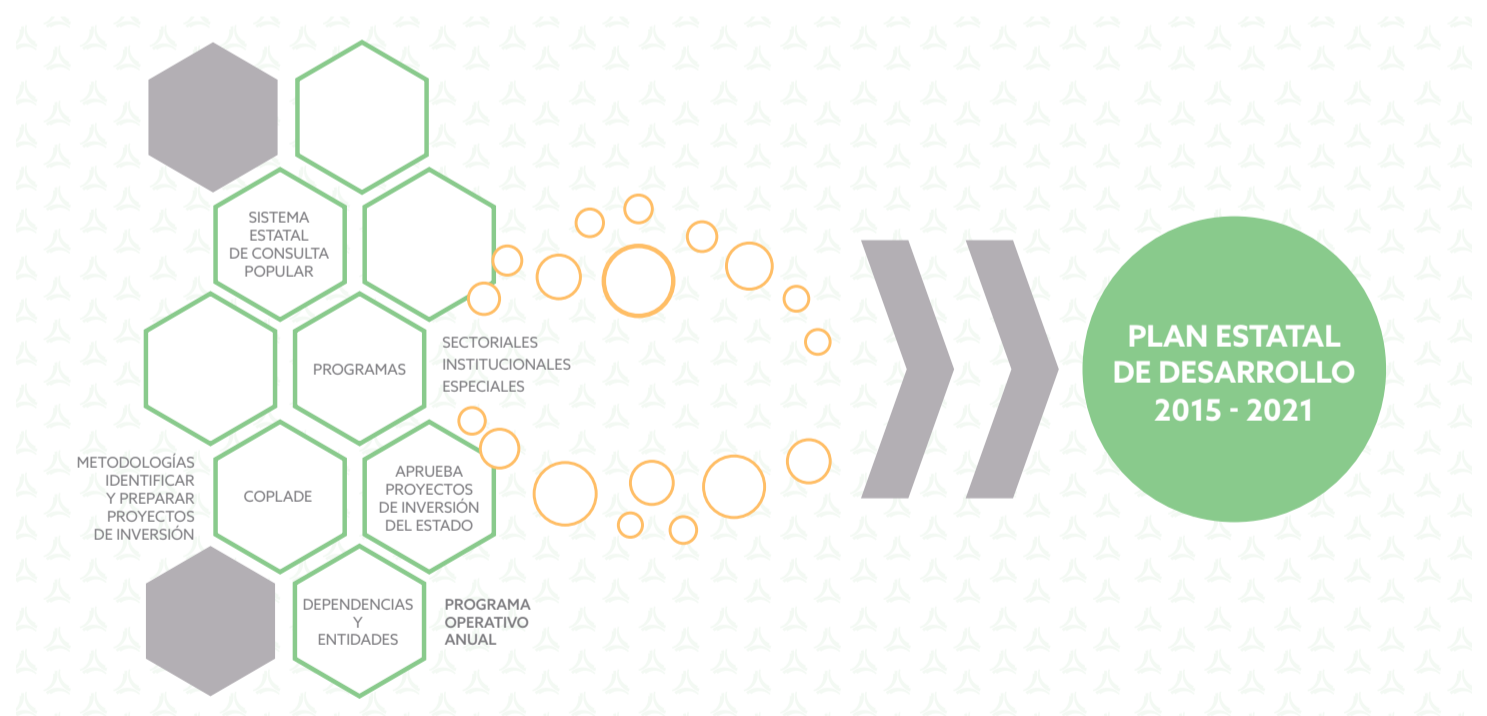 SISTEMA
ESTATAL
DE CONSULTA
POPULAR
PROGRAMAS
SECTORIALES
INSTITUCIONALES
ESPECIALES
METODOLOGÍAS
IDENTIFICAR
Y PREPARAR
PROYECTOS
DE INVERSIÓN
COPLADE
APRUEBA
PROYECTOS
DE INVERSIÓN
DEL ESTADO
DEPENDENCIAS
Y
ENTIDADES
PROGRAMA
OPERATIVO
ANUAL
PLAN ESTATAL
DE DESARROLLO
2015 - 2021